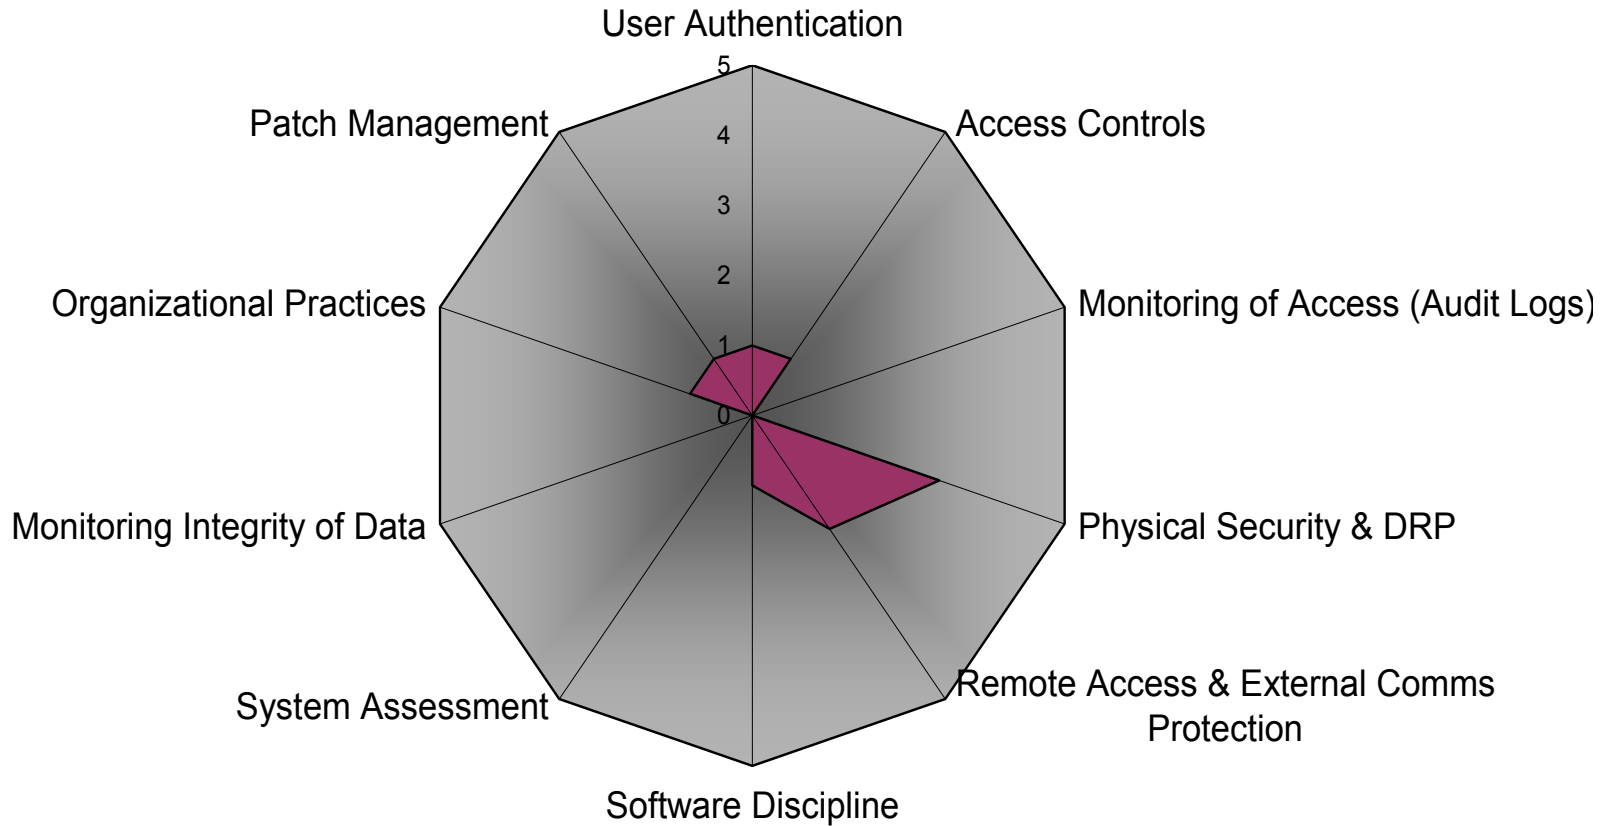 User Authentication
5
Patch Management
Access Controls
4
3
2
Organizational Practices
Monitoring of Access (Audit Logs)
1
0
Monitoring Integrity of Data
Physical Security & DRP
System Assessment
Remote Access & External Comms
Protection
Software Discipline